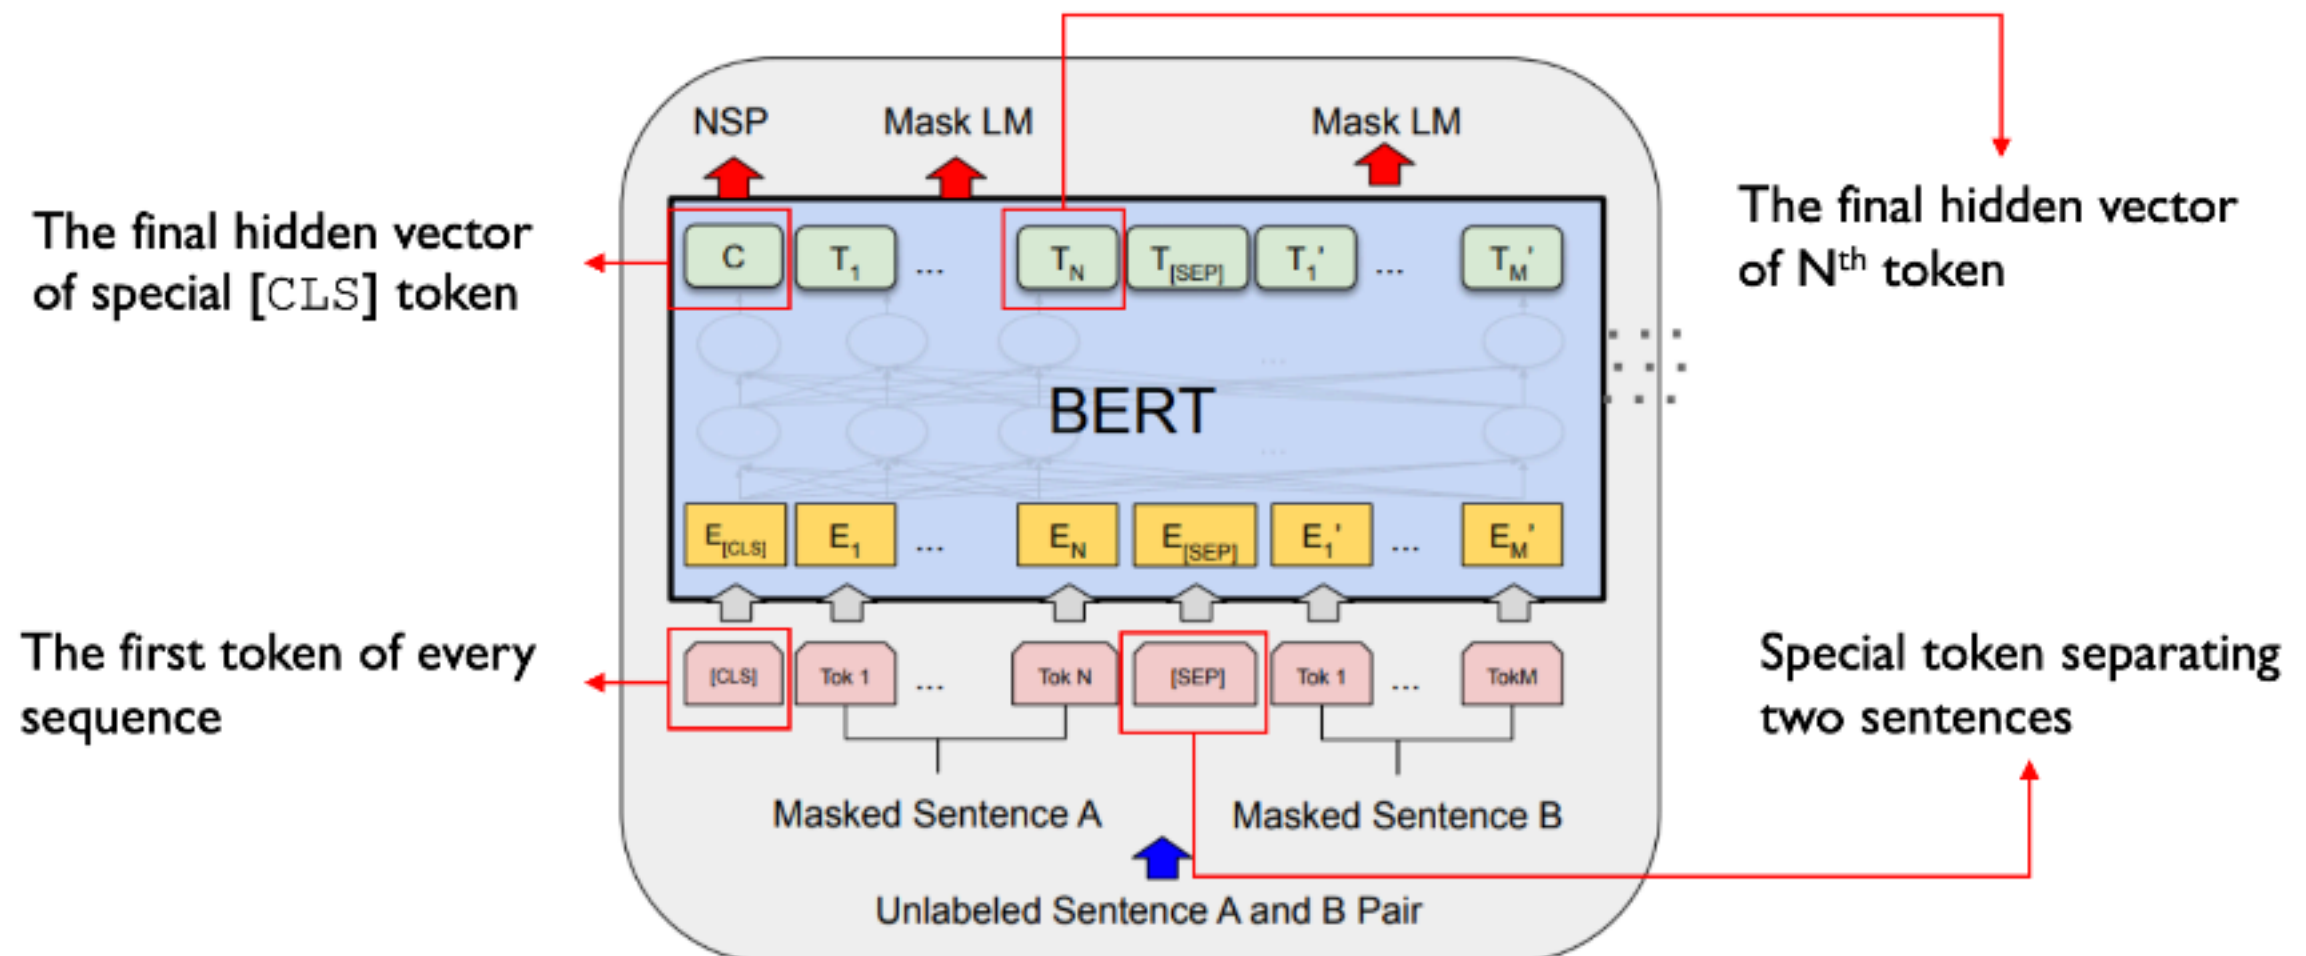 NSP Mask LM Mask LM
The final hidden vector
of special [CLS] token
The final hidden vector
of Nth token
C T1 ... TN T[SEP] T1' ... TM'
...
BERT
...
E[CLS] E1 ... EN E[SEP] E1' ... EM'
The first token of every
sequence
[CLS] Tok 1 ... Tok N [SEP] Tok 1 ... TokM
Special token separating
two sentences
Masked Sentence A Masked Sentence B
Unlabeled Sentence A and B Pair